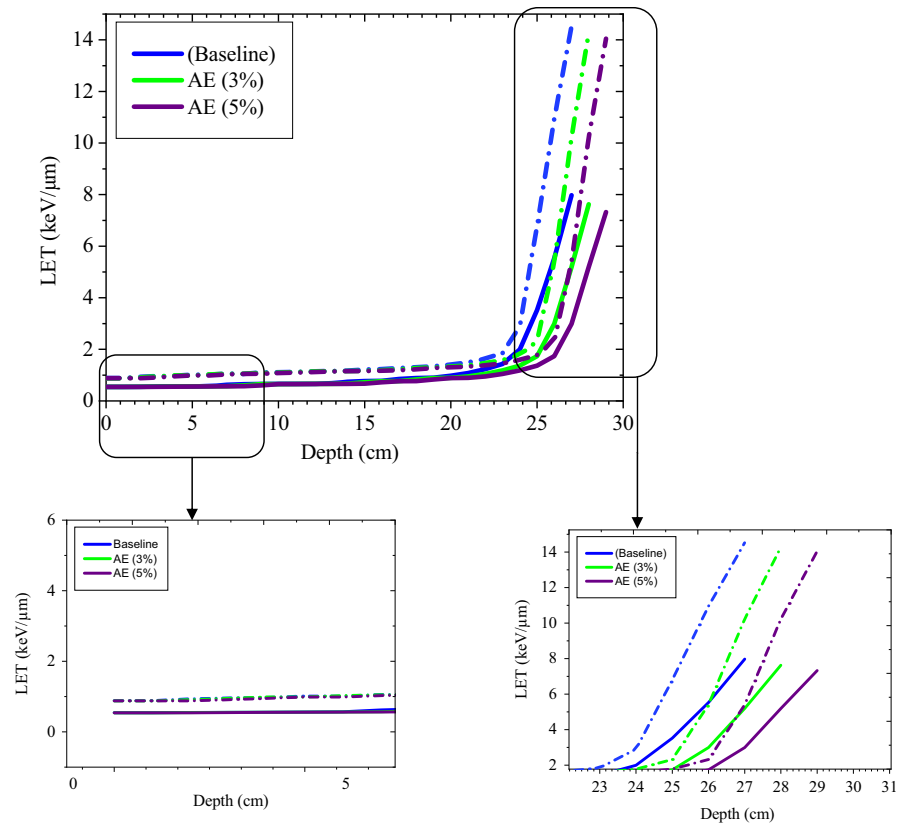 14
12
10
8
6
4
2
0
LET (keV/μm)
(Baseline)
AE (3%)
AE (5%)
0 5 10 15 20 25 30
Depth (cm)
6
5
4
2
1
0
LET (keV/μm)
Baseline
AE (3%)
AE (5%)
0 5
Depth (cm)
14
12
10
8
6
4
2
LET (keV/μm)
(Baseline)
AE (3%)
AE (5%)
23 24 25 26 27 28 29 30 31
Depth (cm)